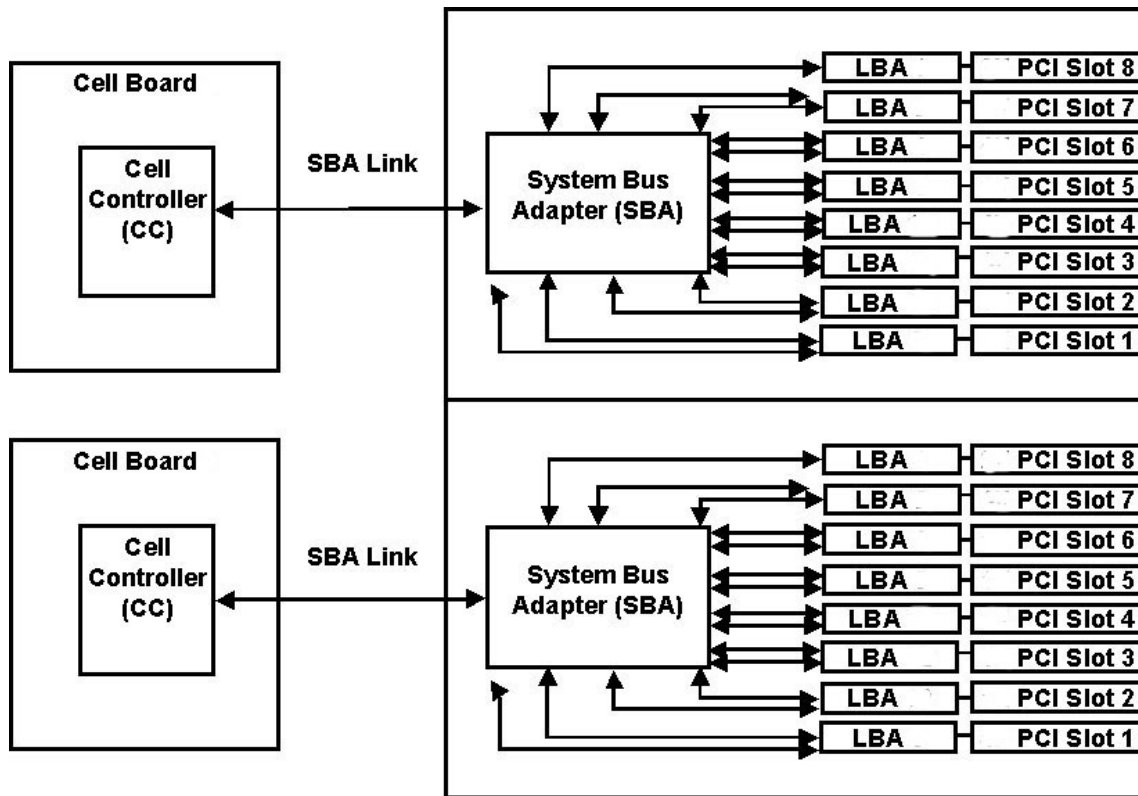 Cell Board
Cell
Controller
(CC)
SBA Link
System Bus
Adapter (SBA)
LBA PCI Slot 8
LBA PCI Slot 7
LBA PCI Slot 6
LBA PCI Slot 5
LBA PCI Slot 4
LBA PCI Slot 3
LBA PCI Slot 2
LBA PCI Slot 1
Cell Board
Cell
Controller
(CC)
SBA Link
System Bus
Adapter (SBA)
LBA PCI Slot 8
LBA PCI Slot 7
LBA PCI Slot 6
LBA PCI Slot 5
LBA PCI Slot 4
LBA PCI Slot 3
LBA PCI Slot 2
LBA PCI Slot 1